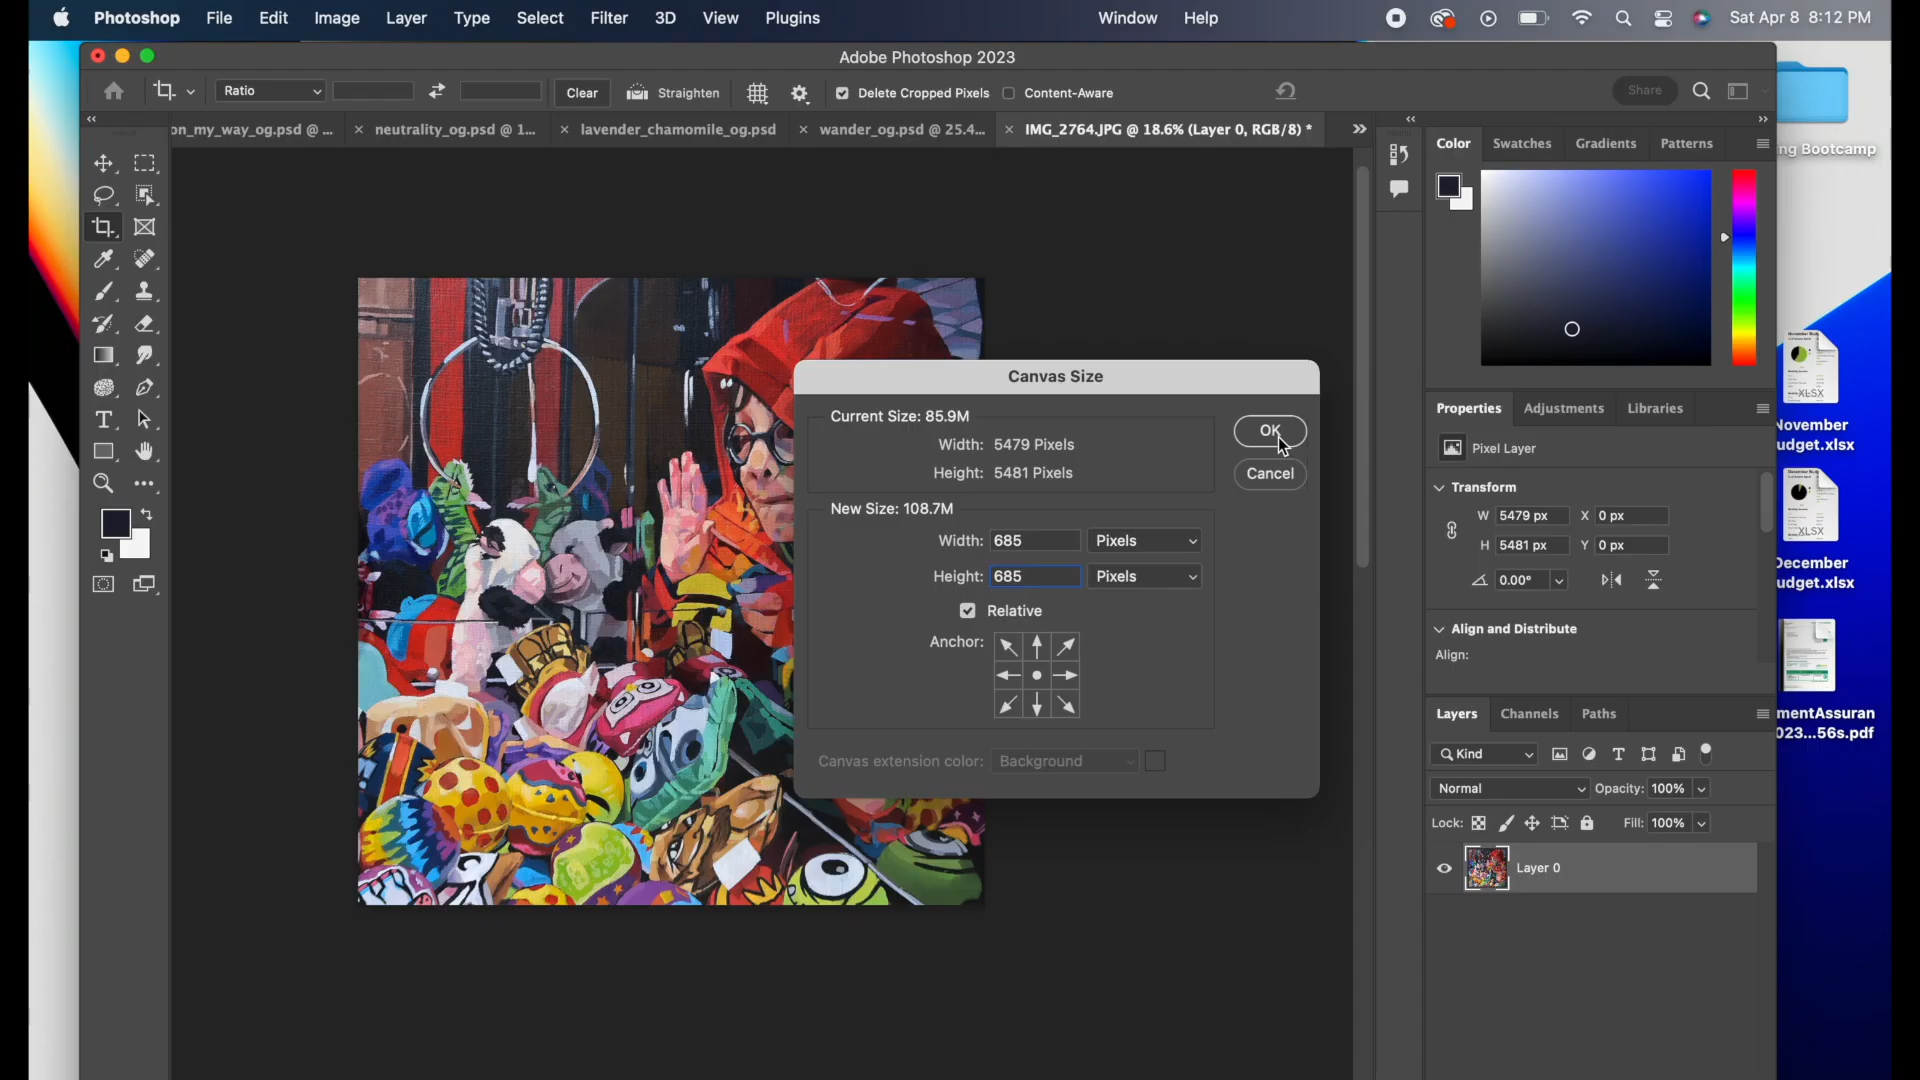 Photoshop File Edit Image Layer Type Select Filter 3D View Plugins Window Help Sat Apr 8 8:12 PM
Adobe Photoshop 2023
Ratio Clear Straighten Delete Cropped Pixels Content-Aware Share
on_my_way_og.psd @ ... neutrality_og.psd @ 1... lavender_chamomile_og.psd wander_og.psd @ 25.4... IMG_2764.JPG @ 18.6% (Layer 0, RGB/8) *
Color Swatches Gradients Patterns
ng Bootcamp
Canvas Size
Current Size: 85.9M
Width: 5479 Pixels
Height: 5481 Pixels
OK
Cancel
New Size: 108.7M
Width: 685 Pixels
Height: 685 Pixels
Relative
Anchor:
Canvas extension color: Background
Properties Adjustments Libraries
Pixel Layer
Transform
W 5479 px X 0 px
H 5481 px Y 0 px
0.00°
Align and Distribute
Align:
Layers Channels Paths
Kind
Normal Opacity: 100%
Lock: Fill: 100%
Layer 0
XLSX
November
udget.xlsx
XLSX
December
udget.xlsx
mentAssuran
023...56s.pdf